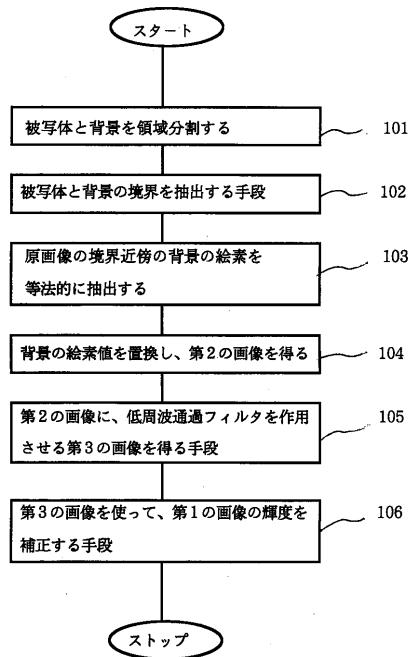 スタート
被写体と背景を領域分割する
101
被写体と背景の境界を抽出する手段
102
原画像の境界近傍の背景の絵素を
等法的に抽出する
103
背景の絵素値を置換し、第2の画像を得る
104
第2の画像に、低周波通過フィルタを作用
させる第3の画像を得る手段
105
第3の画像を使って、第1の画像の輝度を
補正する手段
106
ストップ